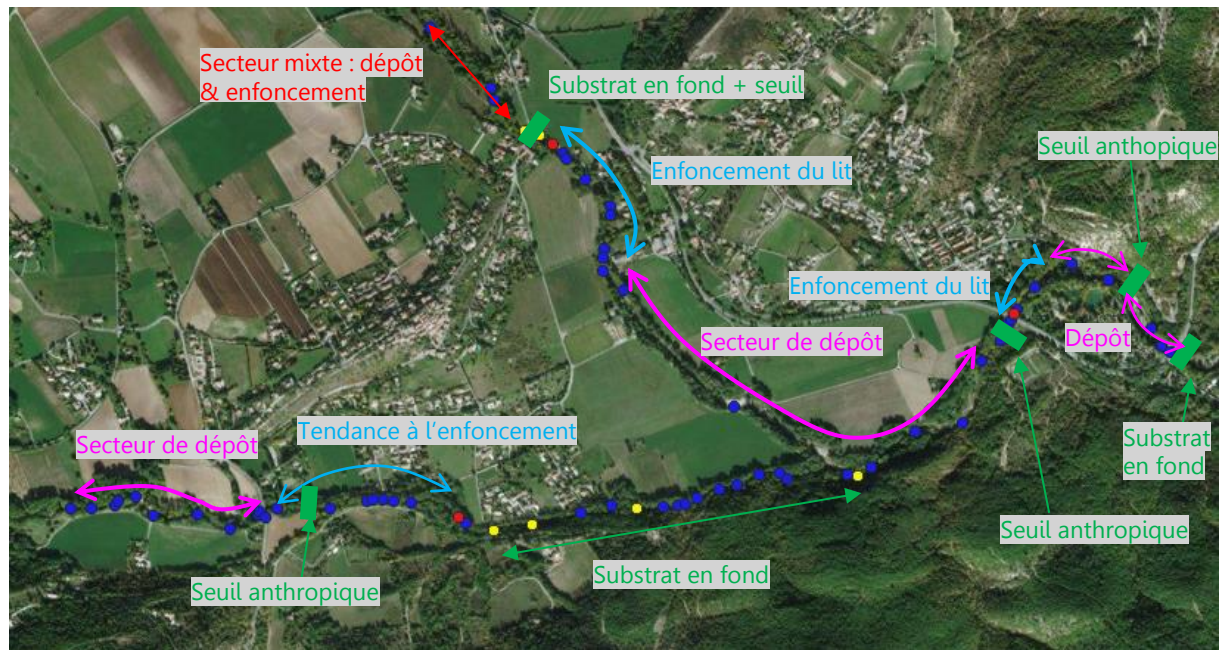 Secteur mixte : dépôt
& enfoncement
Substrat en fond + seuil
Seuil anthopique
Enfoncement du lit
Enfoncement du lit
Secteur de dépôt
Dépôt
Secteur de dépôt
Tendance à l'enfoncement
Substrat
en fond
Seuil anthropique
Substrat en fond
Seuil anthropique